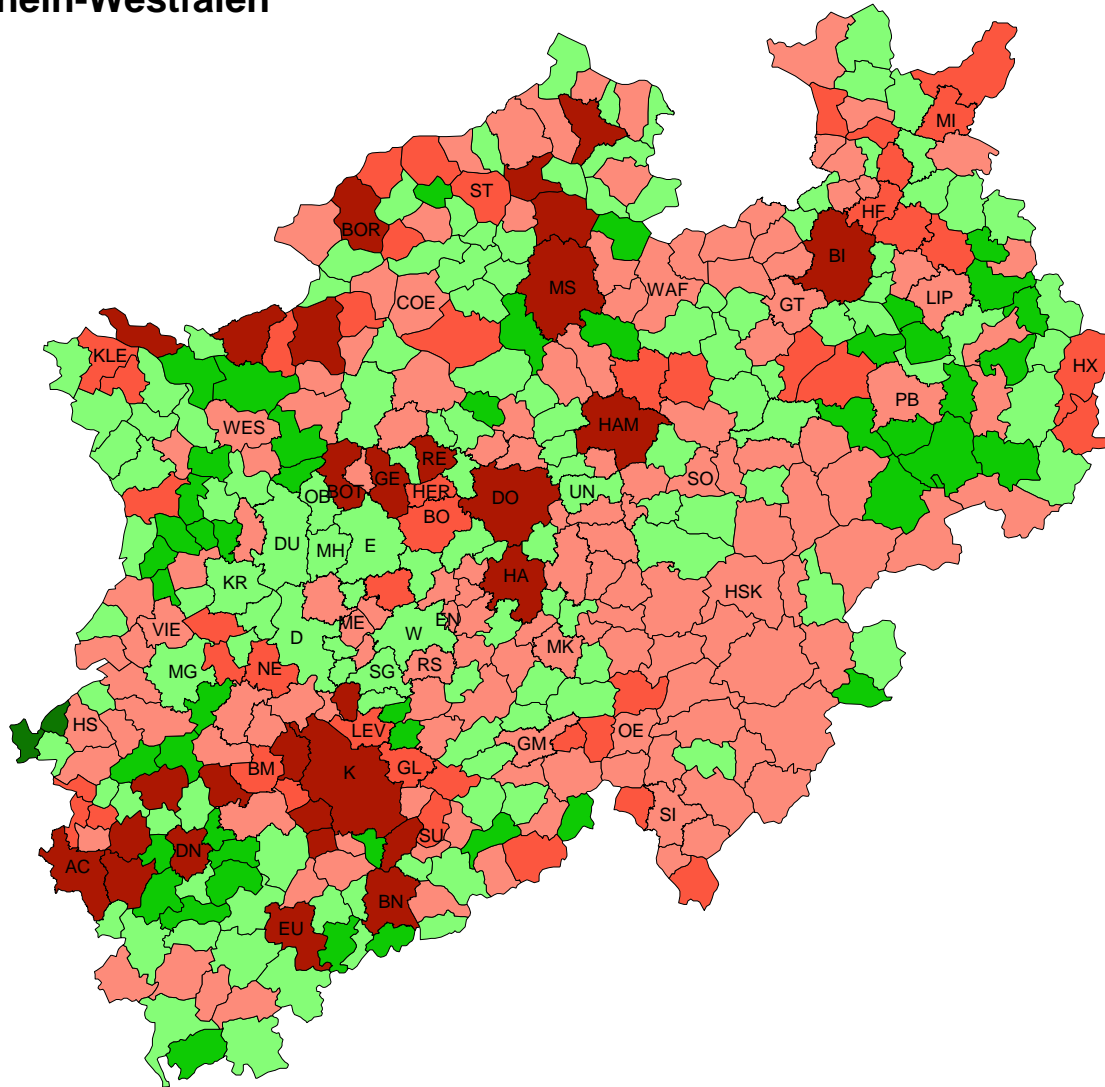 hein-Westfalen
MI
ST
HF
BOR
BI
MS
WAF
LIP
COE
GT
KLE
HX
PB
WES
HAM
RE
GE
SO
BOT
HER
OB
DO
UN
BO
DU
MH
E
HA
KR
HSK
ME
EN
VIE
D
W
MK
RS
MG
NE
SG
HS
LEV
OE
GM
BM
K
GL
SI
SU
DN
AC
BN
EU